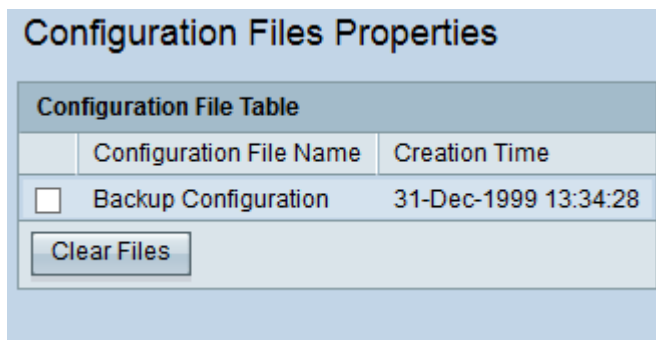 Configuration Files Properties
Configuration File Table
Configuration File Name Creation Time
Backup Configuration 31-Dec-1999 13:34:28
Clear Files